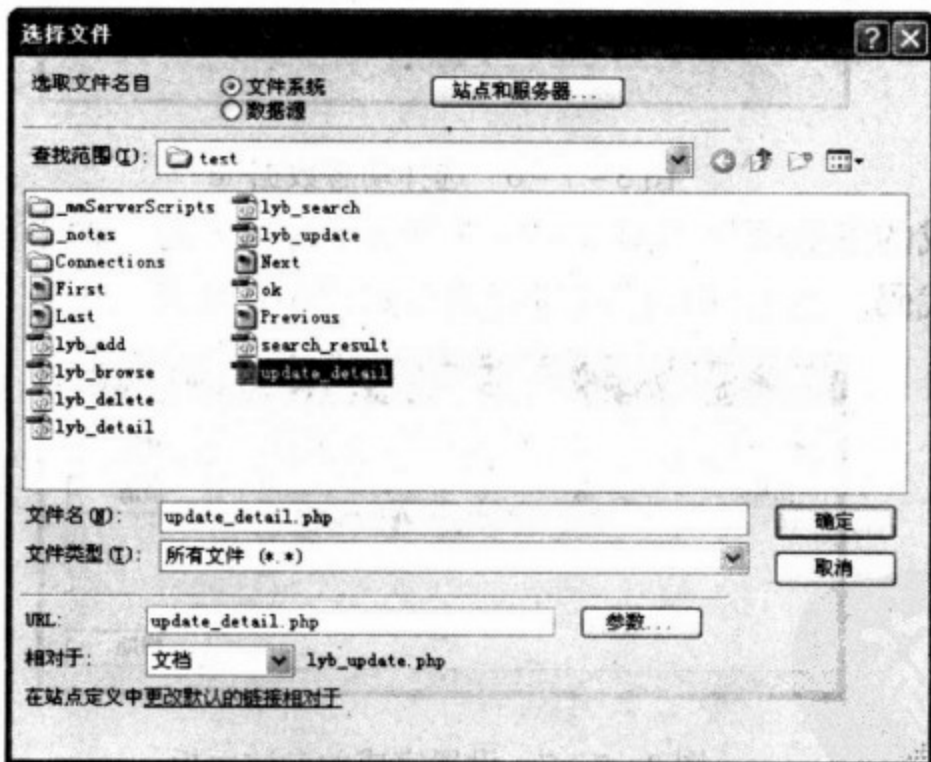 选择文件
选取文件名自
文件系统
站点和服务器...
数据源
查找范围(I):
test
_mmServerScripts
_notes
Connections
First
Last
lyb_add
lyb_browse
lyb_delete
lyb_detail
lyb_search
lyb_update
Next
ok
Previous
search_result
update_detail
文件名(N):
update_detail.php
确定
文件类型(T):
所有文件 (*.*)
取消
URL:
update_detail.php
参数...
相对于:
文档
lyb_update.php
在站点定义中更改默认的链接相对于